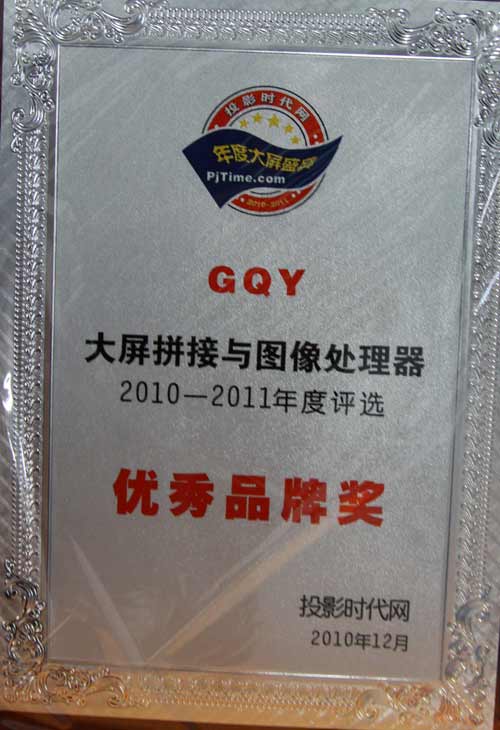 投影时代网
年度大屏盛典
PjTime.com
2010-2011
GQY
大屏拼接与图像处理器
2010—2011年度评选
优秀品牌奖
投影时代网
2010年12月